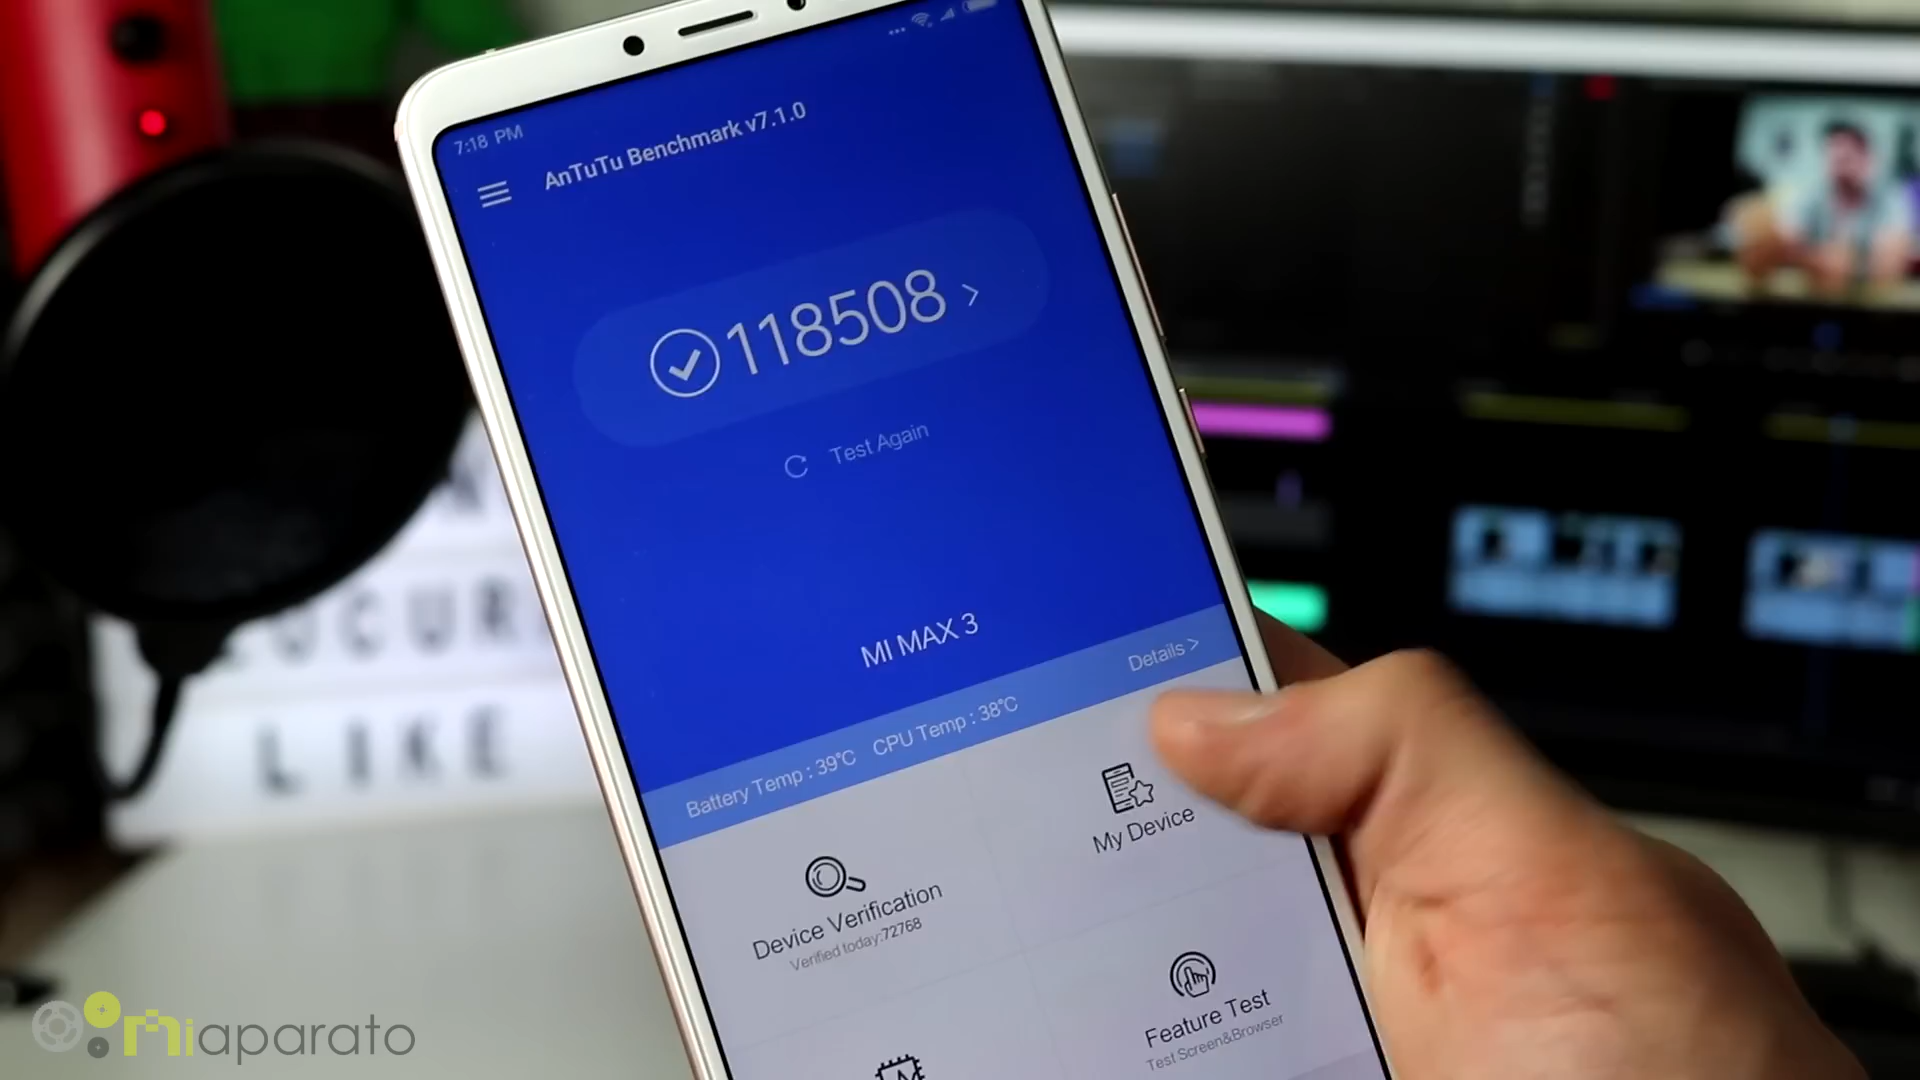 7:18 PM
AnTuTu Benchmark v7.1.0
118508 >
Test Again
MI MAX 3
Details >
Battery Temp : 39°C CPU Temp : 38°C
My Device
Device Verification
Verified today:72768
Feature Test
Test Screen&Browser
LIKE
miaparato